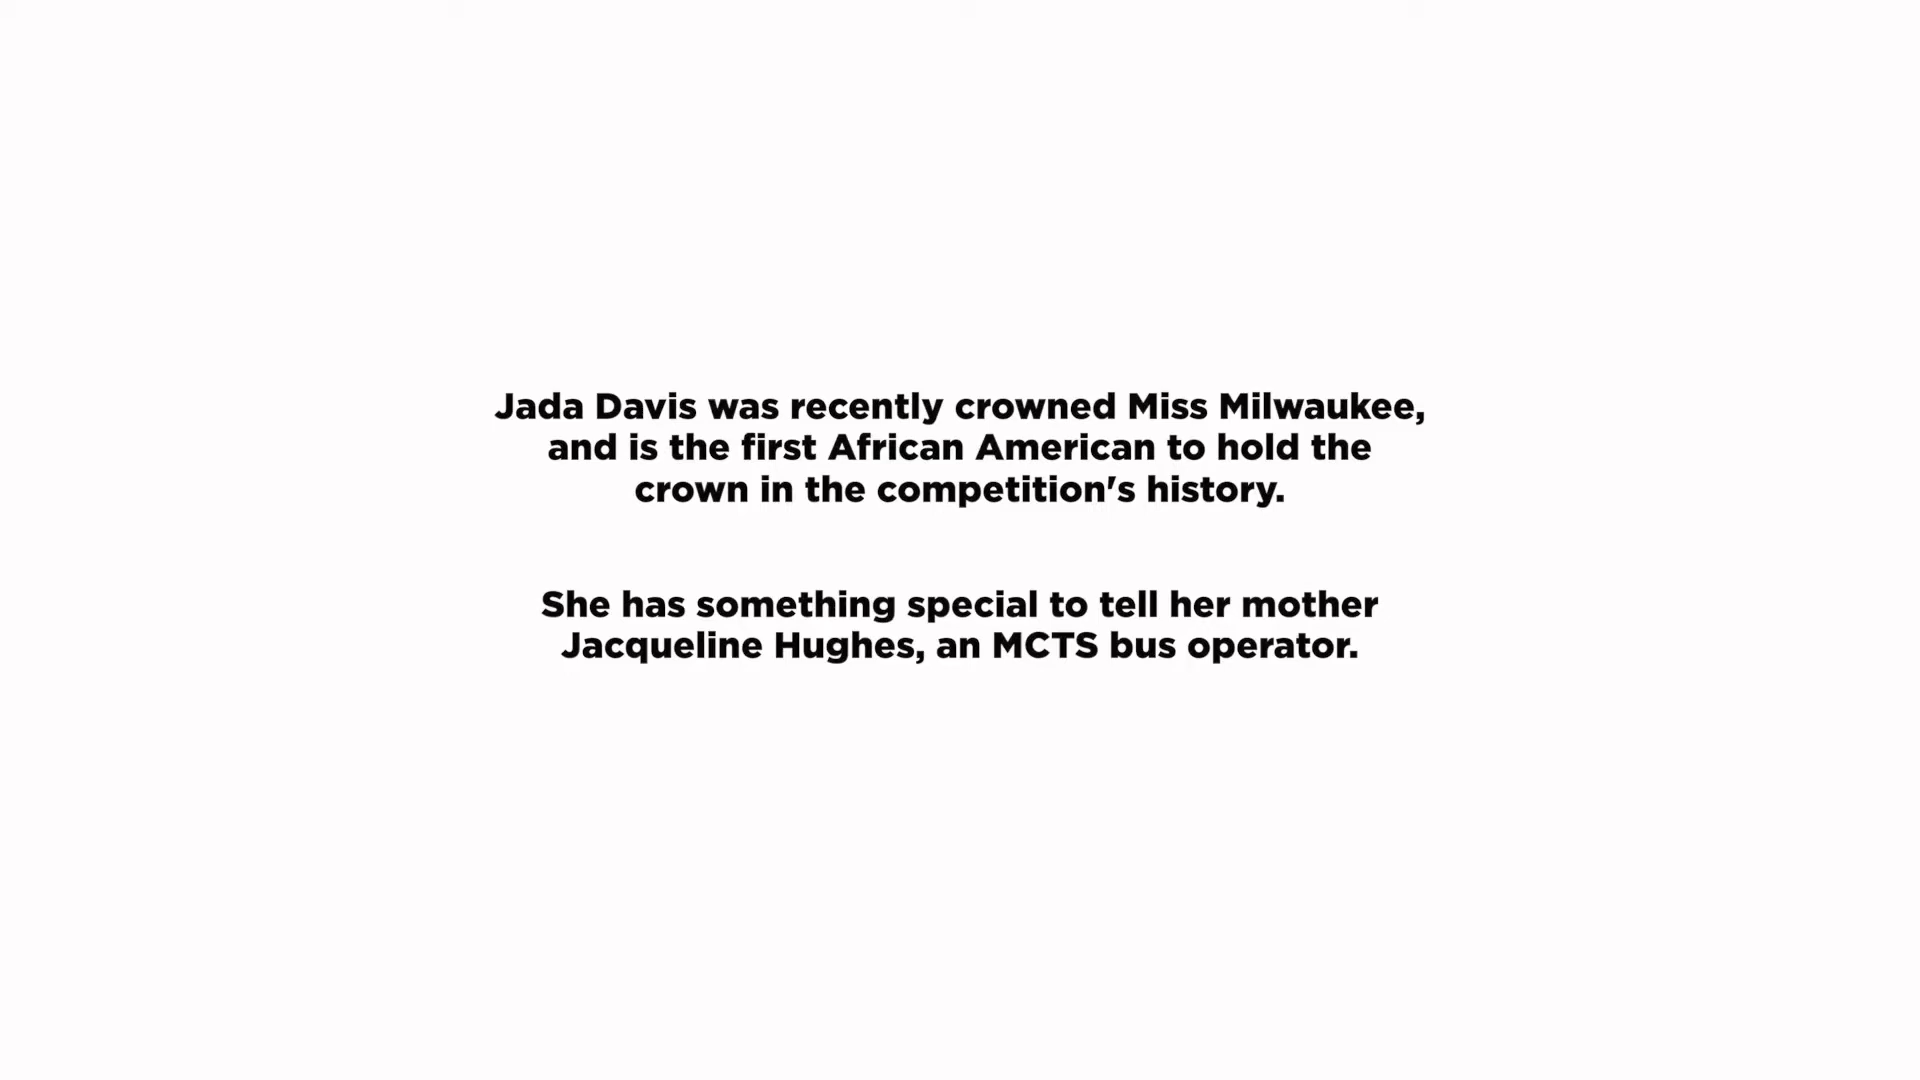 Jada Davis was recently crowned Miss Milwaukee,
and is the first African American to hold the
crown in the competition's history.
She has something special to tell her mother
Jacqueline Hughes, an MCTS bus operator.